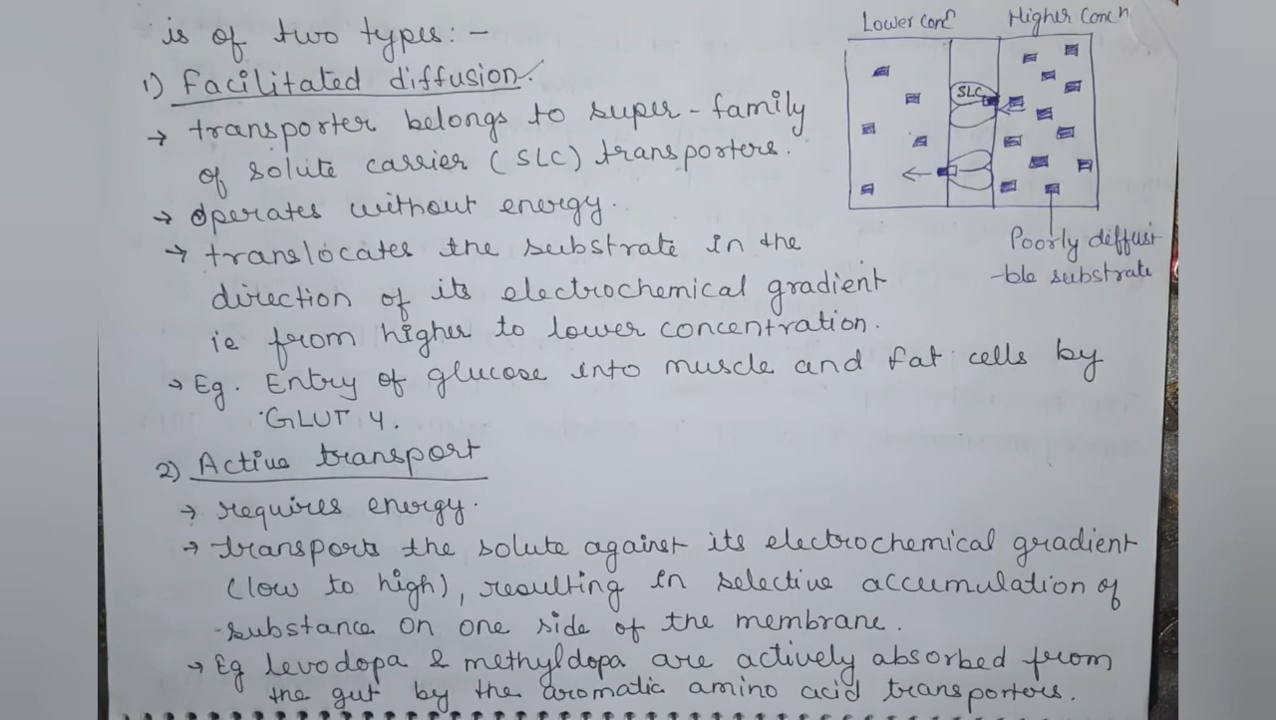 is of two types:-
1) Facilitated diffusion.
→ transporter belongs to super-family
of solute carrier (SLC) transporters.
→ operates without energy.
→ translocates the substrate in the
direction of its electrochemical gradient
ie from higher to lower concentration.
→ Eg. Entry of glucose into muscle and fat cells by
GLUT 4.
2) Active transport
→ requires energy.
→ transports the solute against its electrochemical gradient
(low to high), resulting in selective accumulation of
substance on one side of the membrane.
→ Eg levodopa & methyldopa are actively absorbed from
the gut by the aromatic amino acid transporters.
Lower concn Higher concn
SLC
Poorly diffusi
-ble substrate